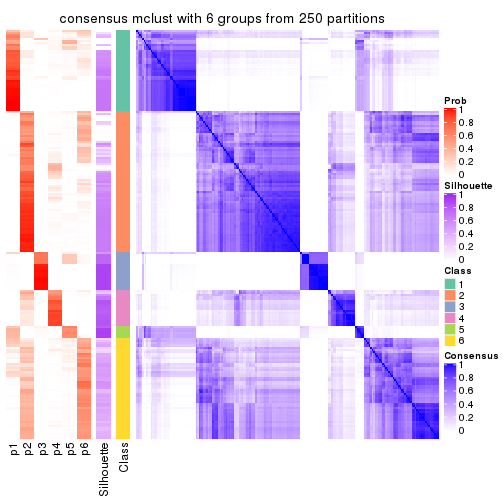 consensus mclust with 6 groups from 250 partitions
Prob
1
0.8
0.6
0.4
0.2
0
Silhouette
1
0.8
0.6
0.4
0.2
0
Class
1
2
3
4
5
6
Consensus
1
0.8
0.6
0.4
0.2
0
p1
p2
p3
p4
p5
p6
Silhouette
Class